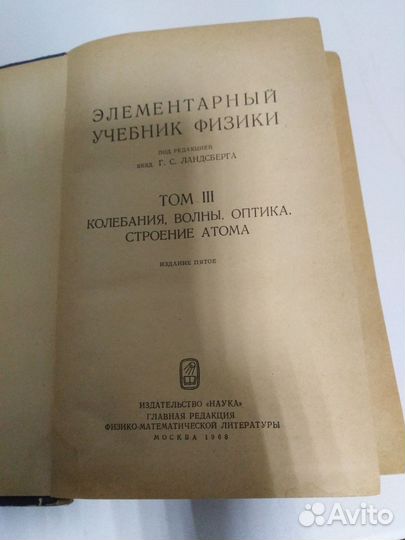 ЭЛЕМЕНТАРНЫЙ
УЧЕБНИК ФИЗИКИ
ПОД РЕДАКЦИЕЙ
АКАД. Г. С. ЛАНДСБЕРГА
ТОМ III
КОЛЕБАНИЯ, ВОЛНЫ. ОПТИКА.
СТРОЕНИЕ АТОМА
ИЗДАНИЕ ПЯТОЕ
ИЗДАТЕЛЬСТВО «НАУКА»
ГЛАВНАЯ РЕДАКЦИЯ
ФИЗИКО-МАТЕМАТИЧЕСКОЙ ЛИТЕРАТУРЫ
МОСКВА 1968
Avito